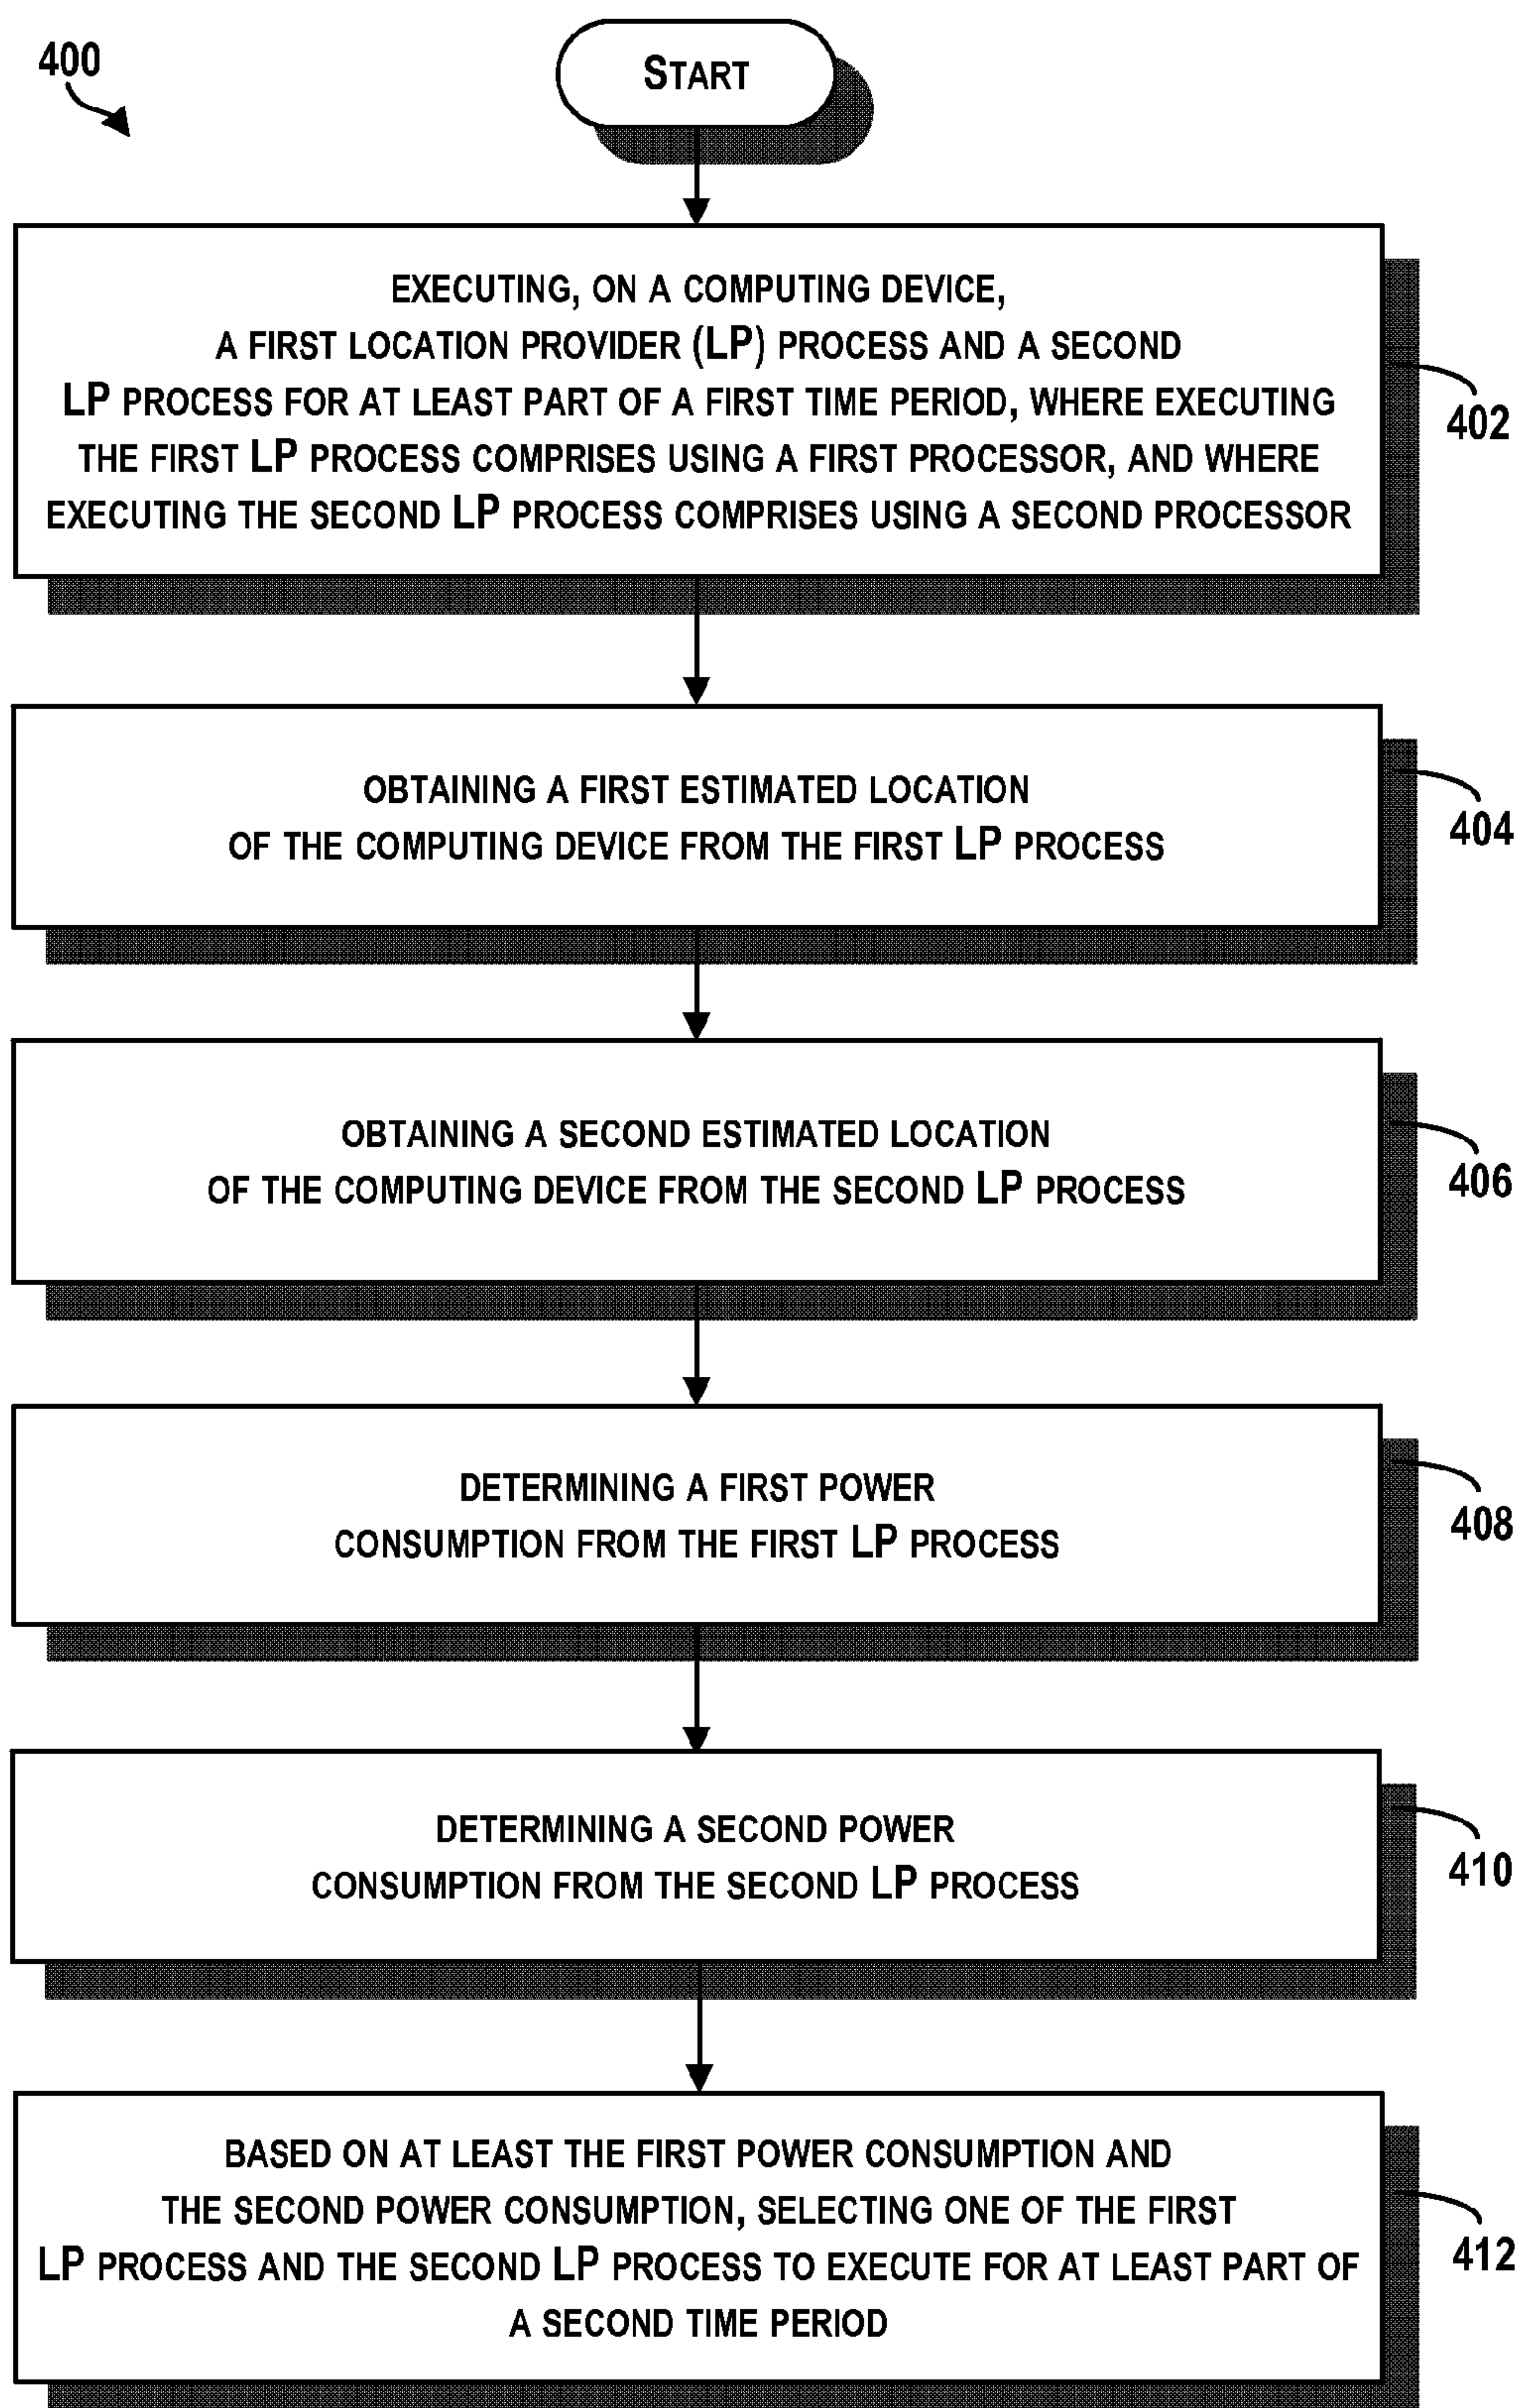 400
START
EXECUTING, ON A COMPUTING DEVICE,
A FIRST LOCATION PROVIDER (LP) PROCESS AND A SECOND
LP PROCESS FOR AT LEAST PART OF A FIRST TIME PERIOD, WHERE EXECUTING
THE FIRST LP PROCESS COMPRISES USING A FIRST PROCESSOR, AND WHERE
EXECUTING THE SECOND LP PROCESS COMPRISES USING A SECOND PROCESSOR
402
OBTAINING A FIRST ESTIMATED LOCATION
OF THE COMPUTING DEVICE FROM THE FIRST LP PROCESS
404
OBTAINING A SECOND ESTIMATED LOCATION
OF THE COMPUTING DEVICE FROM THE SECOND LP PROCESS
406
DETERMINING A FIRST POWER
CONSUMPTION FROM THE FIRST LP PROCESS
408
DETERMINING A SECOND POWER
CONSUMPTION FROM THE SECOND LP PROCESS
410
BASED ON AT LEAST THE FIRST POWER CONSUMPTION AND
THE SECOND POWER CONSUMPTION, SELECTING ONE OF THE FIRST
LP PROCESS AND THE SECOND LP PROCESS TO EXECUTE FOR AT LEAST PART OF
A SECOND TIME PERIOD
412